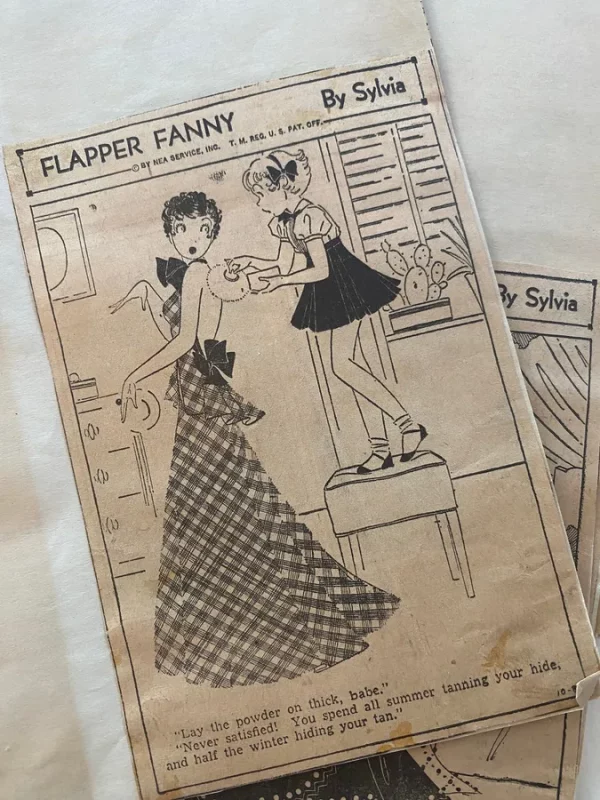 FLAPPER FANNY By Sylvia
© BY NEA SERVICE, INC. T. M. REG. U. S. PAT. OFF.
By Sylvia
"Lay the powder on thick, babe."
"Never satisfied! You spend all summer tanning your hide,
and half the winter hiding your tan."